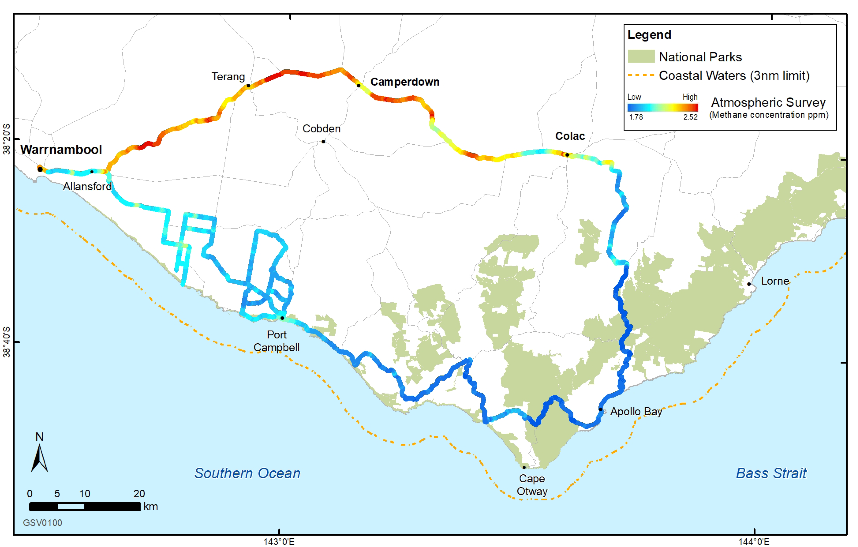 Legend
National Parks
Coastal Waters (3nm limit)
Low
High
1.78
2.52
Atmospheric Survey
(Methane concentration ppm)
Terang
Camperdown
Cobden
Colac
38°20'S
Warrnambool
Allansford
Lorne
Port
Campbell
38°40'S
Apollo Bay
N
Southern Ocean
Bass Strait
Cape
Otway
0 5 10 20
km
GSV0100
143°0'E
144°0'E